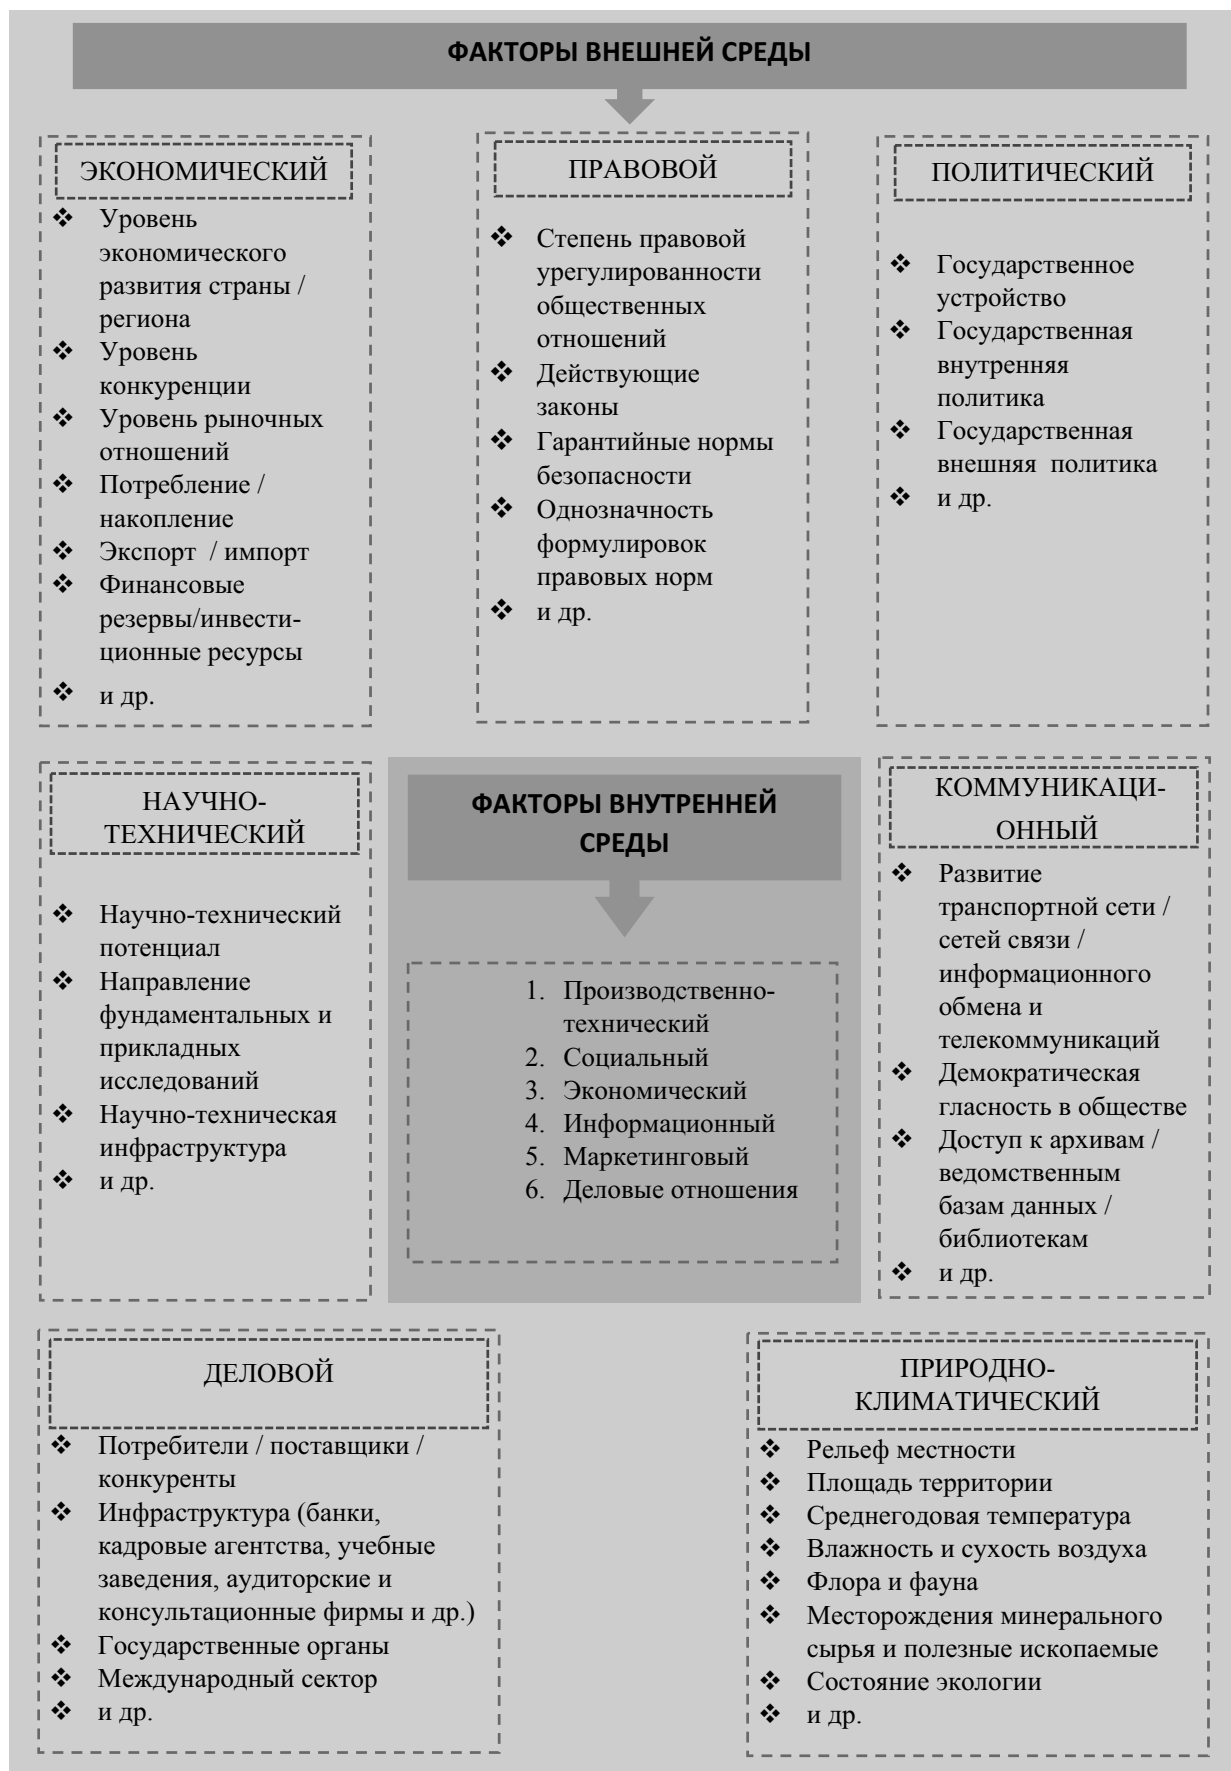 ФАКТОРЫ ВНЕШНЕЙ СРЕДЫ
ЭКОНОМИЧЕСКИЙ
❖ Уровень
экономического
развития страны /
региона
❖ Уровень
конкуренции
❖ Уровень рыночных
отношений
❖ Потребление /
накопление
❖ Экспорт / импорт
❖ Финансовые
резервы/инвести-
ционные ресурсы
❖ и др.
ПРАВОВОЙ
❖ Степень правовой
урегулированности
общественных
отношений
❖ Действующие
законы
❖ Гарантийные нормы
безопасности
❖ Однозначность
формулировок
правовых норм
❖ и др.
ПОЛИТИЧЕСКИЙ
❖ Государственное
устройство
❖ Государственная
внутренняя
политика
❖ Государственная
внешняя политика
❖ и др.
НАУЧНО-
ТЕХНИЧЕСКИЙ
❖ Научно-технический
потенциал
❖ Направление
фундаментальных и
прикладных
исследований
❖ Научно-техническая
инфраструктура
❖ и др.
ФАКТОРЫ ВНУТРЕННЕЙ
СРЕДЫ
1. Производственно-
технический
2. Социальный
3. Экономический
4. Информационный
5. Маркетинговый
6. Деловые отношения
КОММУНИКАЦИ-
ОННЫЙ
❖ Развитие
транспортной сети /
сетей связи /
информационного
обмена и
телекоммуникаций
❖ Демократическая
гласность в обществе
❖ Доступ к архивам /
ведомственным
базам данных /
библиотекам
❖ и др.
ДЕЛОВОЙ
❖ Потребители / поставщики /
конкуренты
❖ Инфраструктура (банки,
кадровые агентства, учебные
заведения, аудиторские и
консультационные фирмы и др.)
❖ Государственные органы
❖ Международный сектор
❖ и др.
ПРИРОДНО-
КЛИМАТИЧЕСКИЙ
❖ Рельеф местности
❖ Площадь территории
❖ Среднегодовая температура
❖ Влажность и сухость воздуха
❖ Флора и фауна
❖ Месторождения минерального
сырья и полезные ископаемые
❖ Состояние экологии
❖ и др.